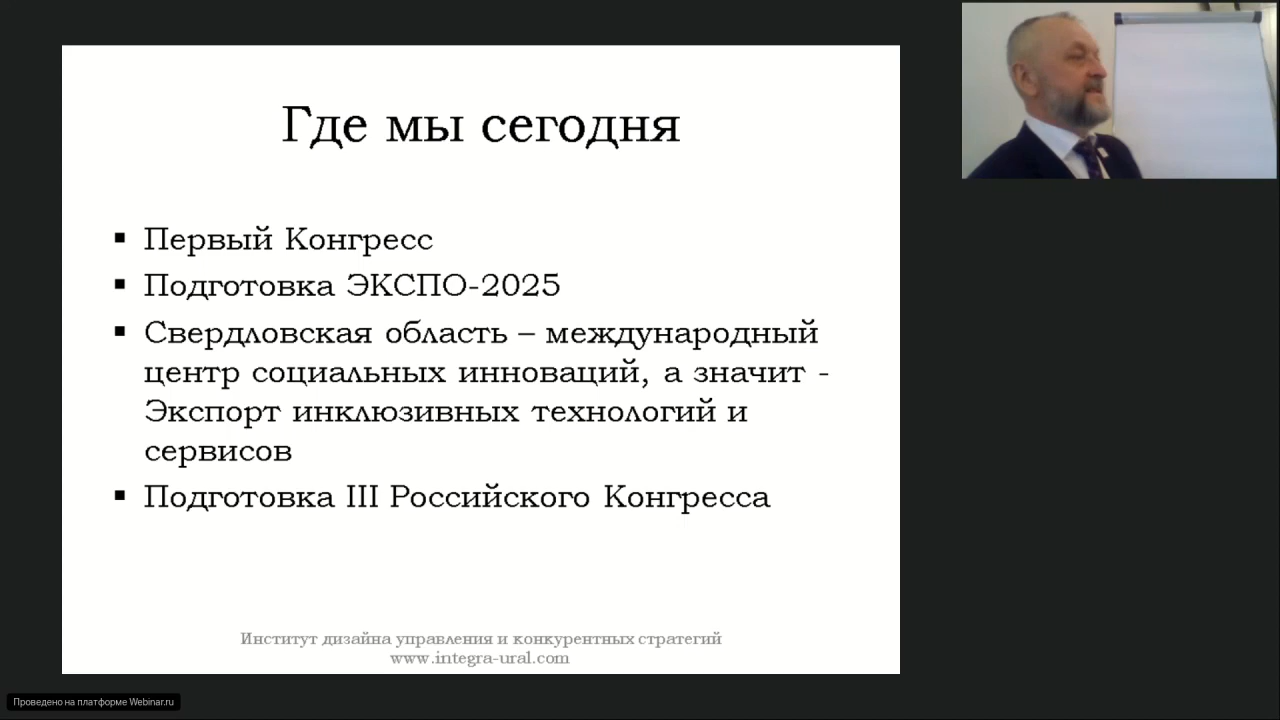 Где мы сегодня
▪ Первый Конгресс
▪ Подготовка ЭКСПО-2025
▪ Свердловская область – международный
центр социальных инноваций, а значит -
Экспорт инклюзивных технологий и
сервисов
▪ Подготовка III Российского Конгресса
Институт дизайна управления и конкурентных стратегий
www.integra-ural.com
Проведено на платформе Webinar.ru